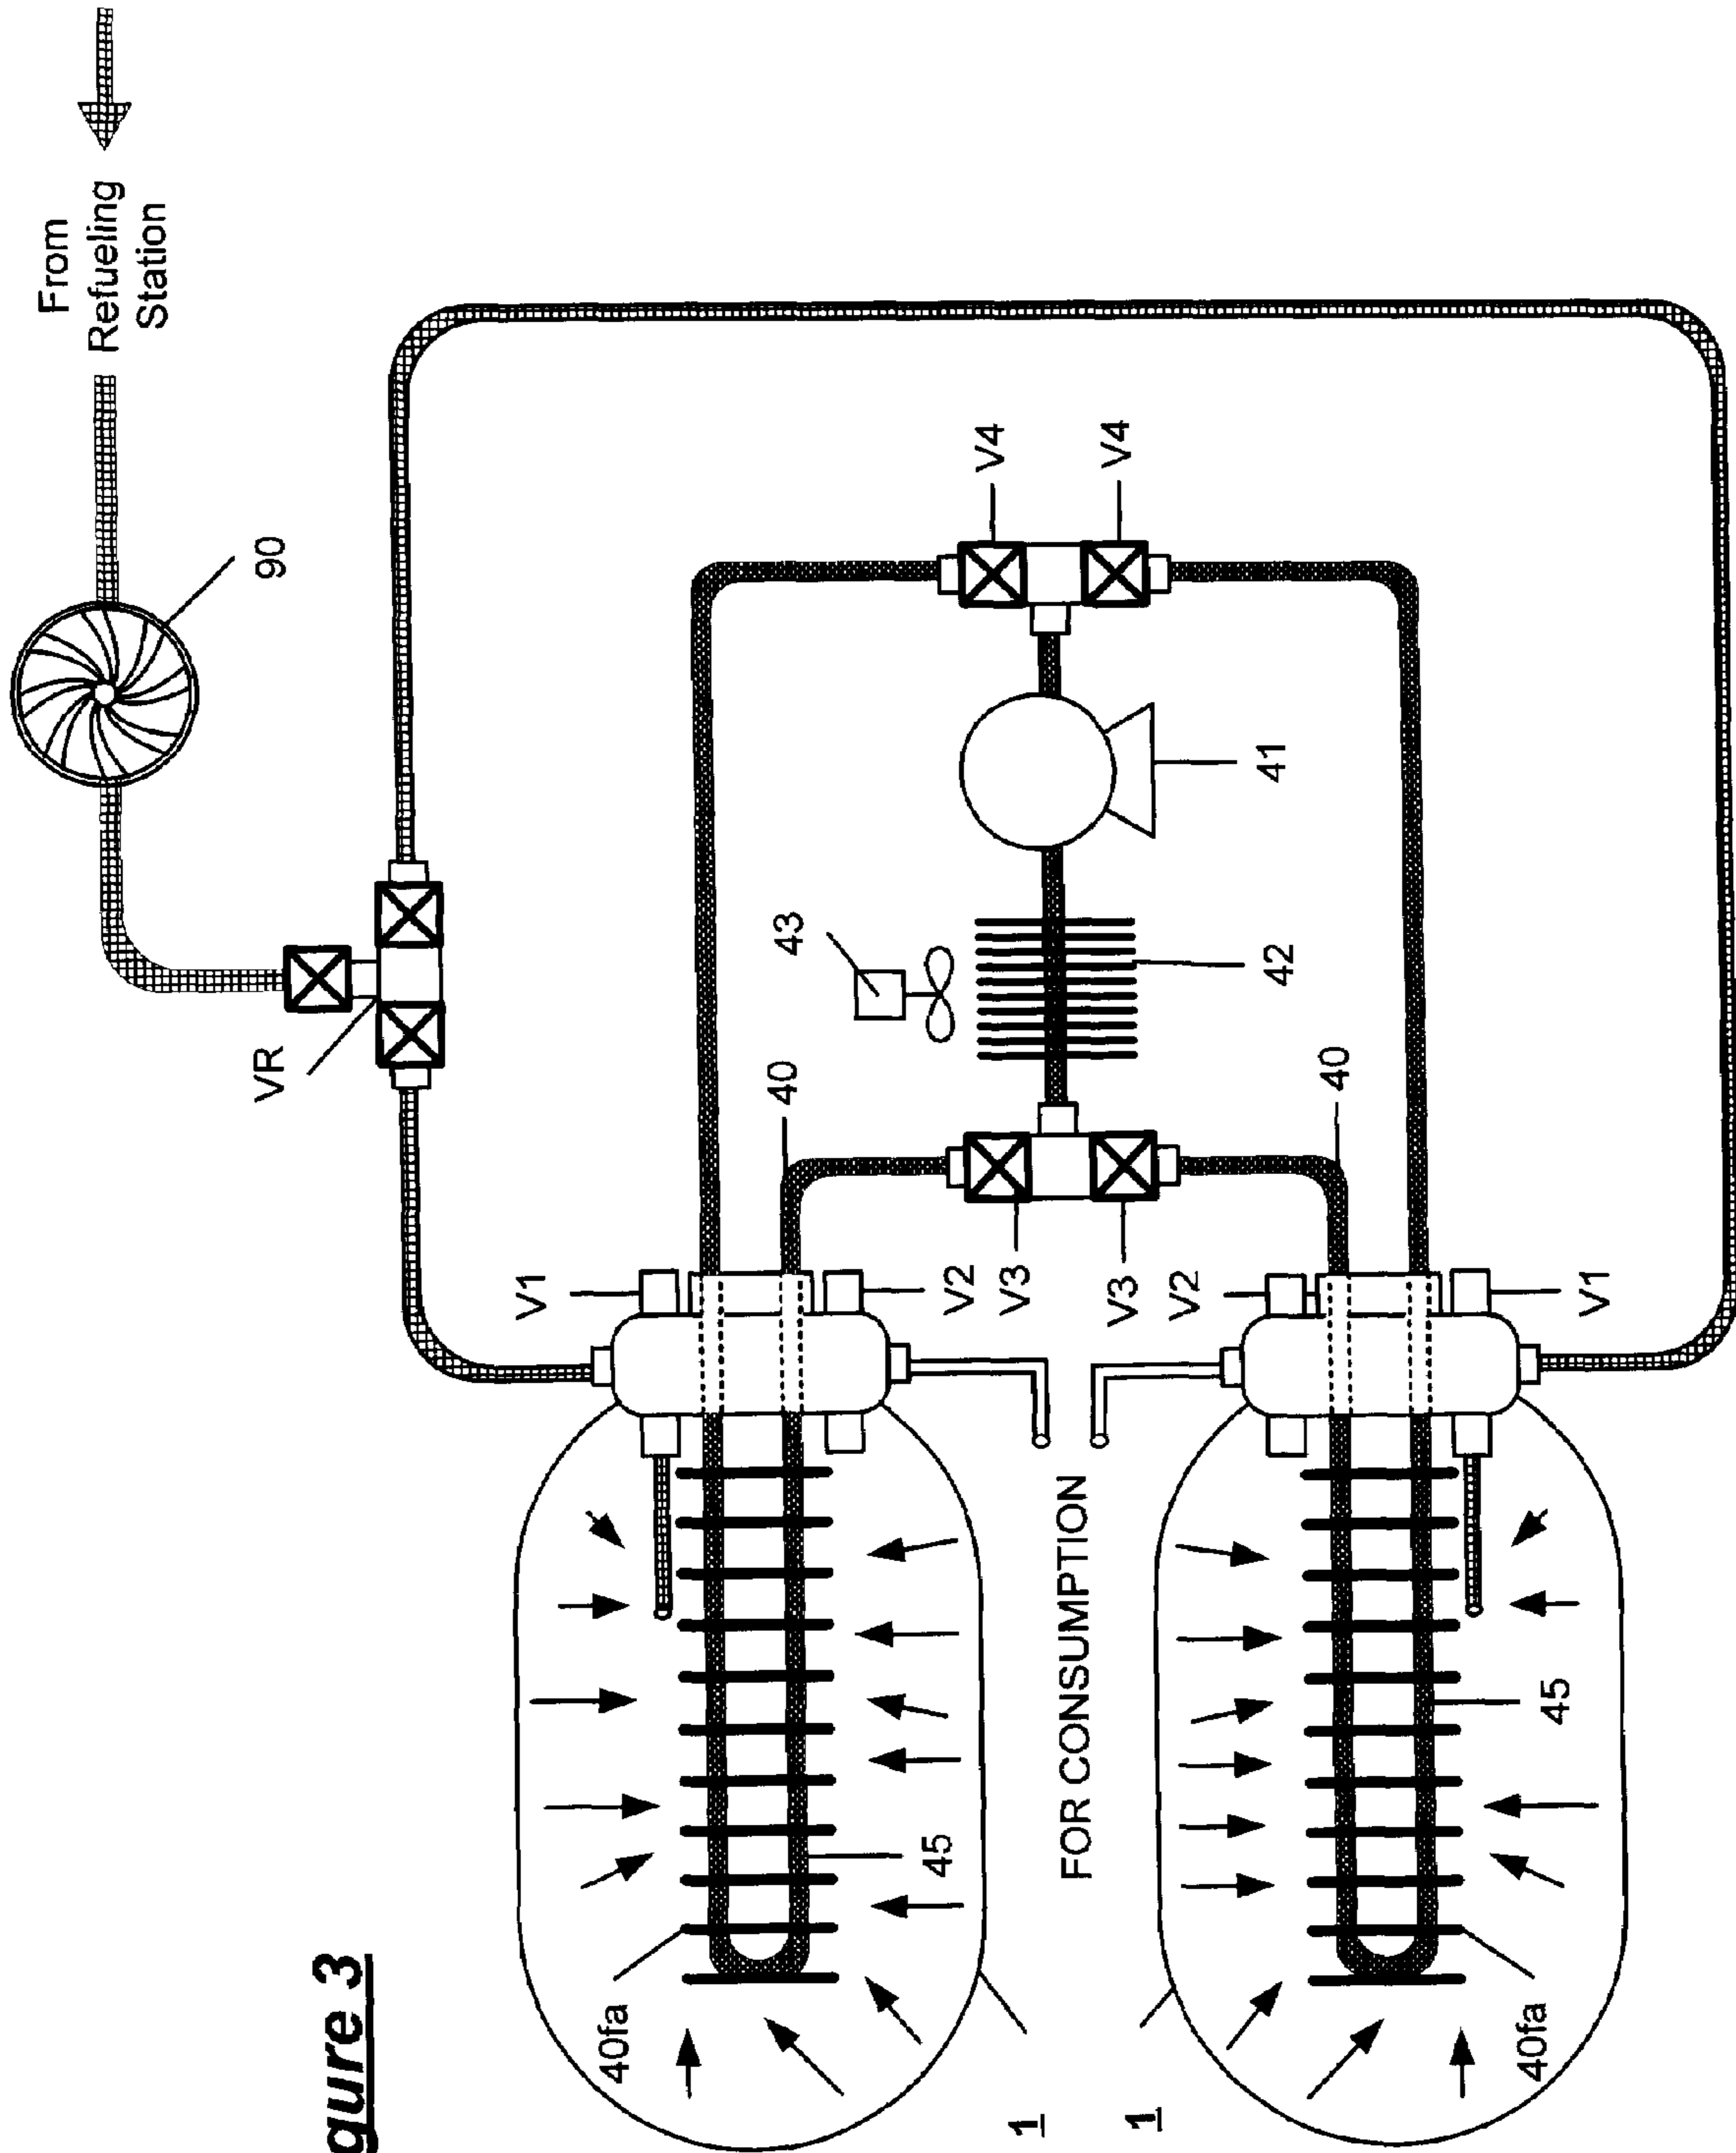 From
Refueling
Station
90
VR
gure 3
V1
40fa
40
43
45
V2
V4
V3
1
FOR CONSUMPTION
V4
V3
1
V2
42
41
40
40fa
45
V1